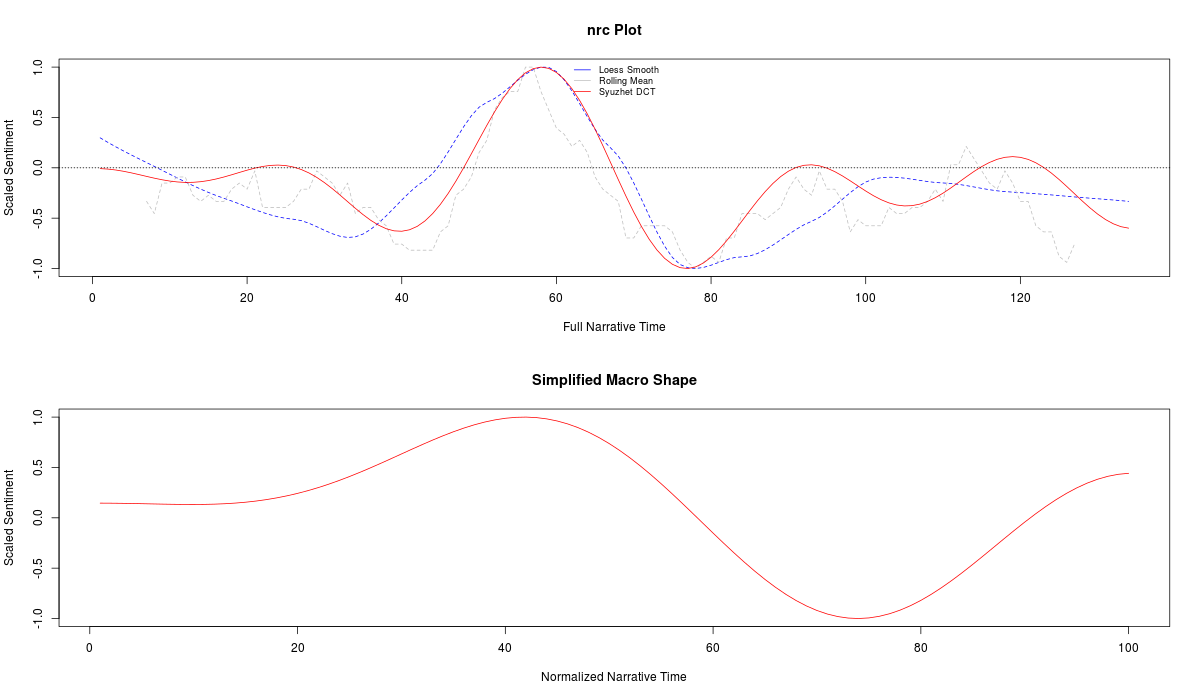 nrc Plot
Loess Smooth
Rolling Mean
Syuzhet DCT
Scaled Sentiment
1.0
0.5
0.0
-0.5
-1.0
0 20 40 60 80 100 120
Full Narrative Time
Simplified Macro Shape
Scaled Sentiment
1.0
0.5
0.0
-0.5
-1.0
0 20 40 60 80 100
Normalized Narrative Time